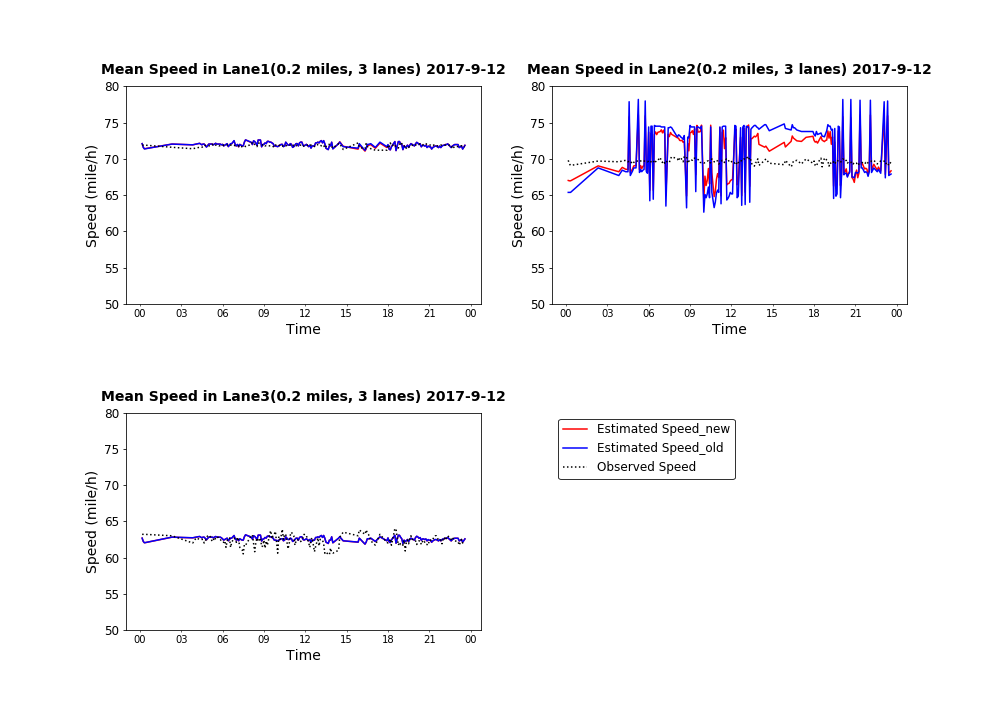 Mean Speed in Lane1(0.2 miles, 3 lanes) 2017-9-12
80
75
70
65
60
55
50
Speed (mile/h)
00 03 06 09 12 15 18 21 00
Time
Mean Speed in Lane2(0.2 miles, 3 lanes) 2017-9-12
80
75
70
65
60
55
50
Speed (mile/h)
00 03 06 09 12 15 18 21 00
Time
Mean Speed in Lane3(0.2 miles, 3 lanes) 2017-9-12
80
75
70
65
60
55
50
Speed (mile/h)
00 03 06 09 12 15 18 21 00
Time
Estimated Speed_new
Estimated Speed_old
Observed Speed